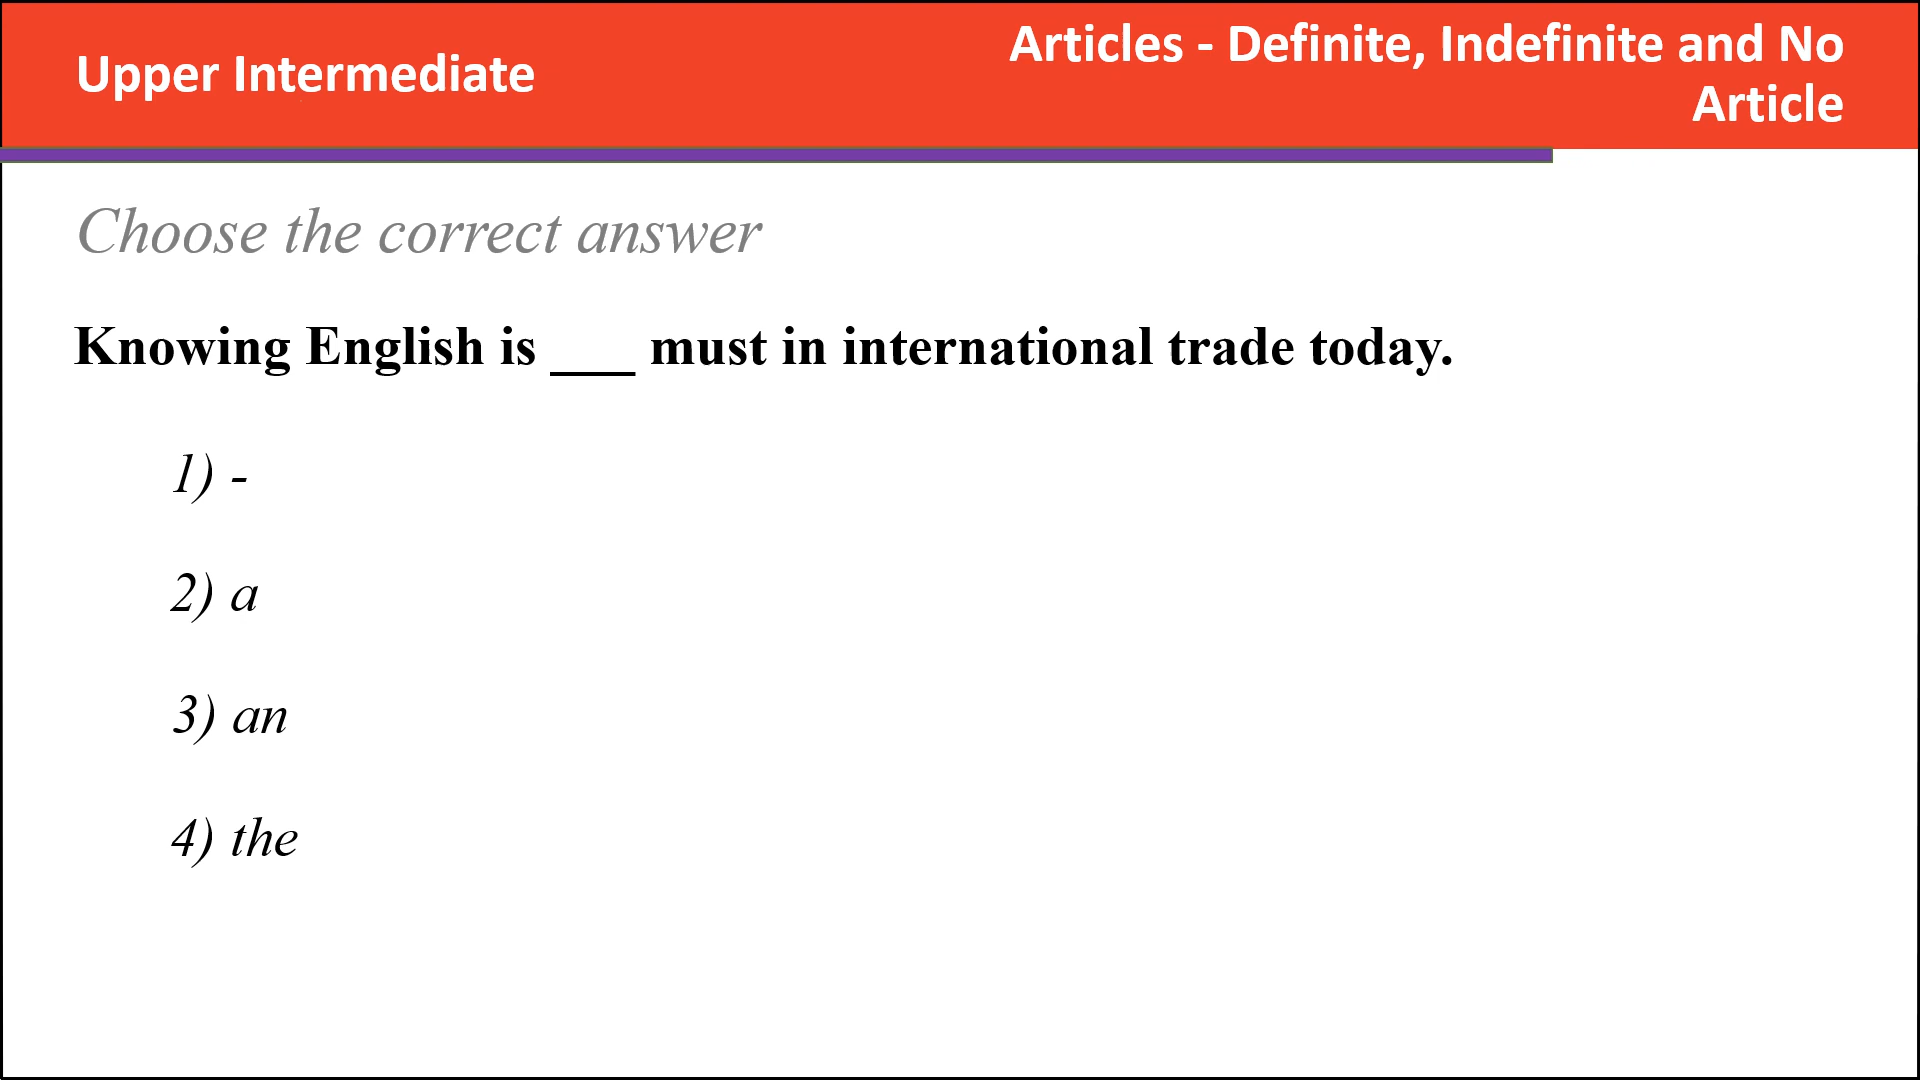 Upper Intermediate
Articles - Definite, Indefinite and No
Article
Choose the correct answer
Knowing English is ___ must in international trade today.
1) -
2) a
3) an
4) the